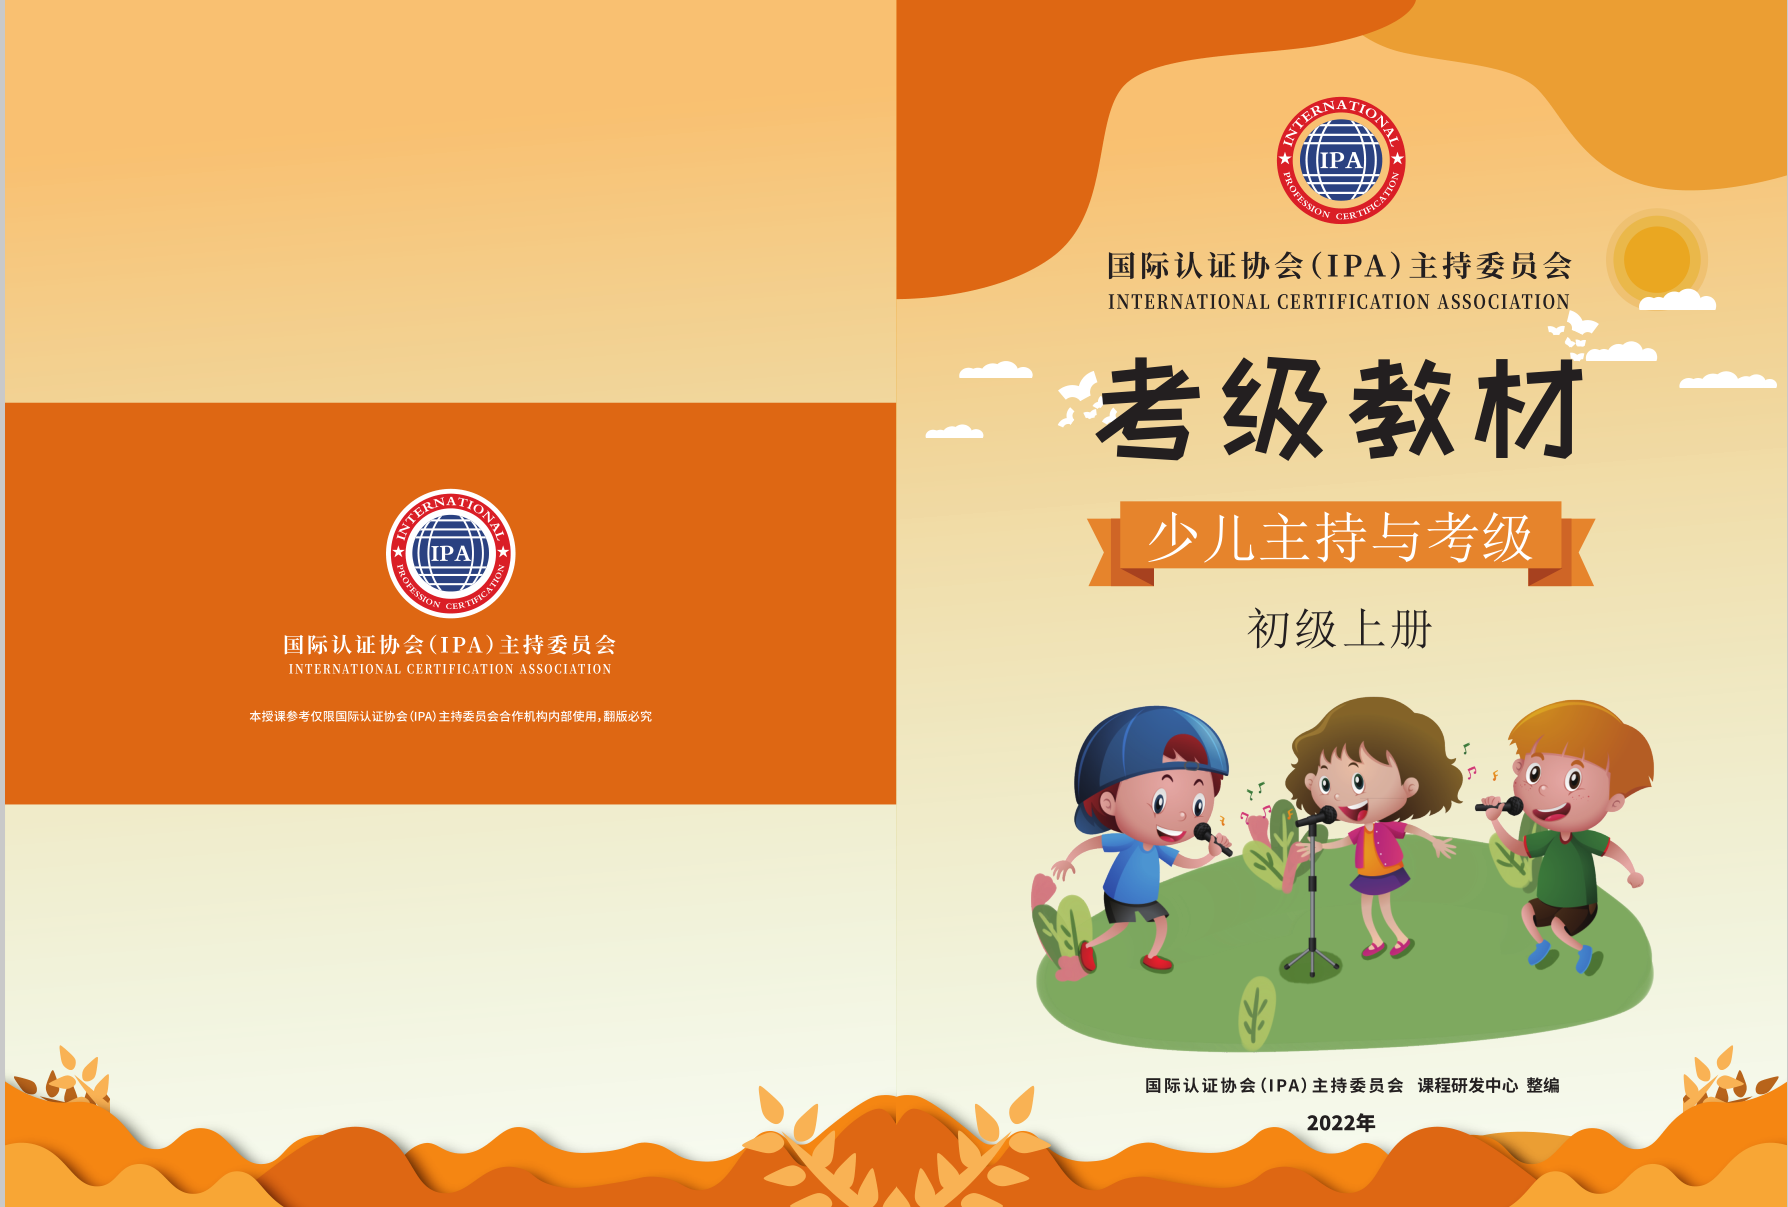 INTERNATIONAL
IPA
PROFESSION CERTIFICATION
国际认证协会(IPA)主持委员会
INTERNATIONAL CERTIFICATION ASSOCIATION
本授课参考仅限国际认证协会(IPA)主持委员会合作机构内部使用,翻版必究
INTERNATIONAL
IPA
PROFESSION CERTIFICATION
国际认证协会(IPA)主持委员会
INTERNATIONAL CERTIFICATION ASSOCIATION
考级教材
少儿主持与考级
初级上册
国际认证协会(IPA)主持委员会 课程研发中心 整编
2022年